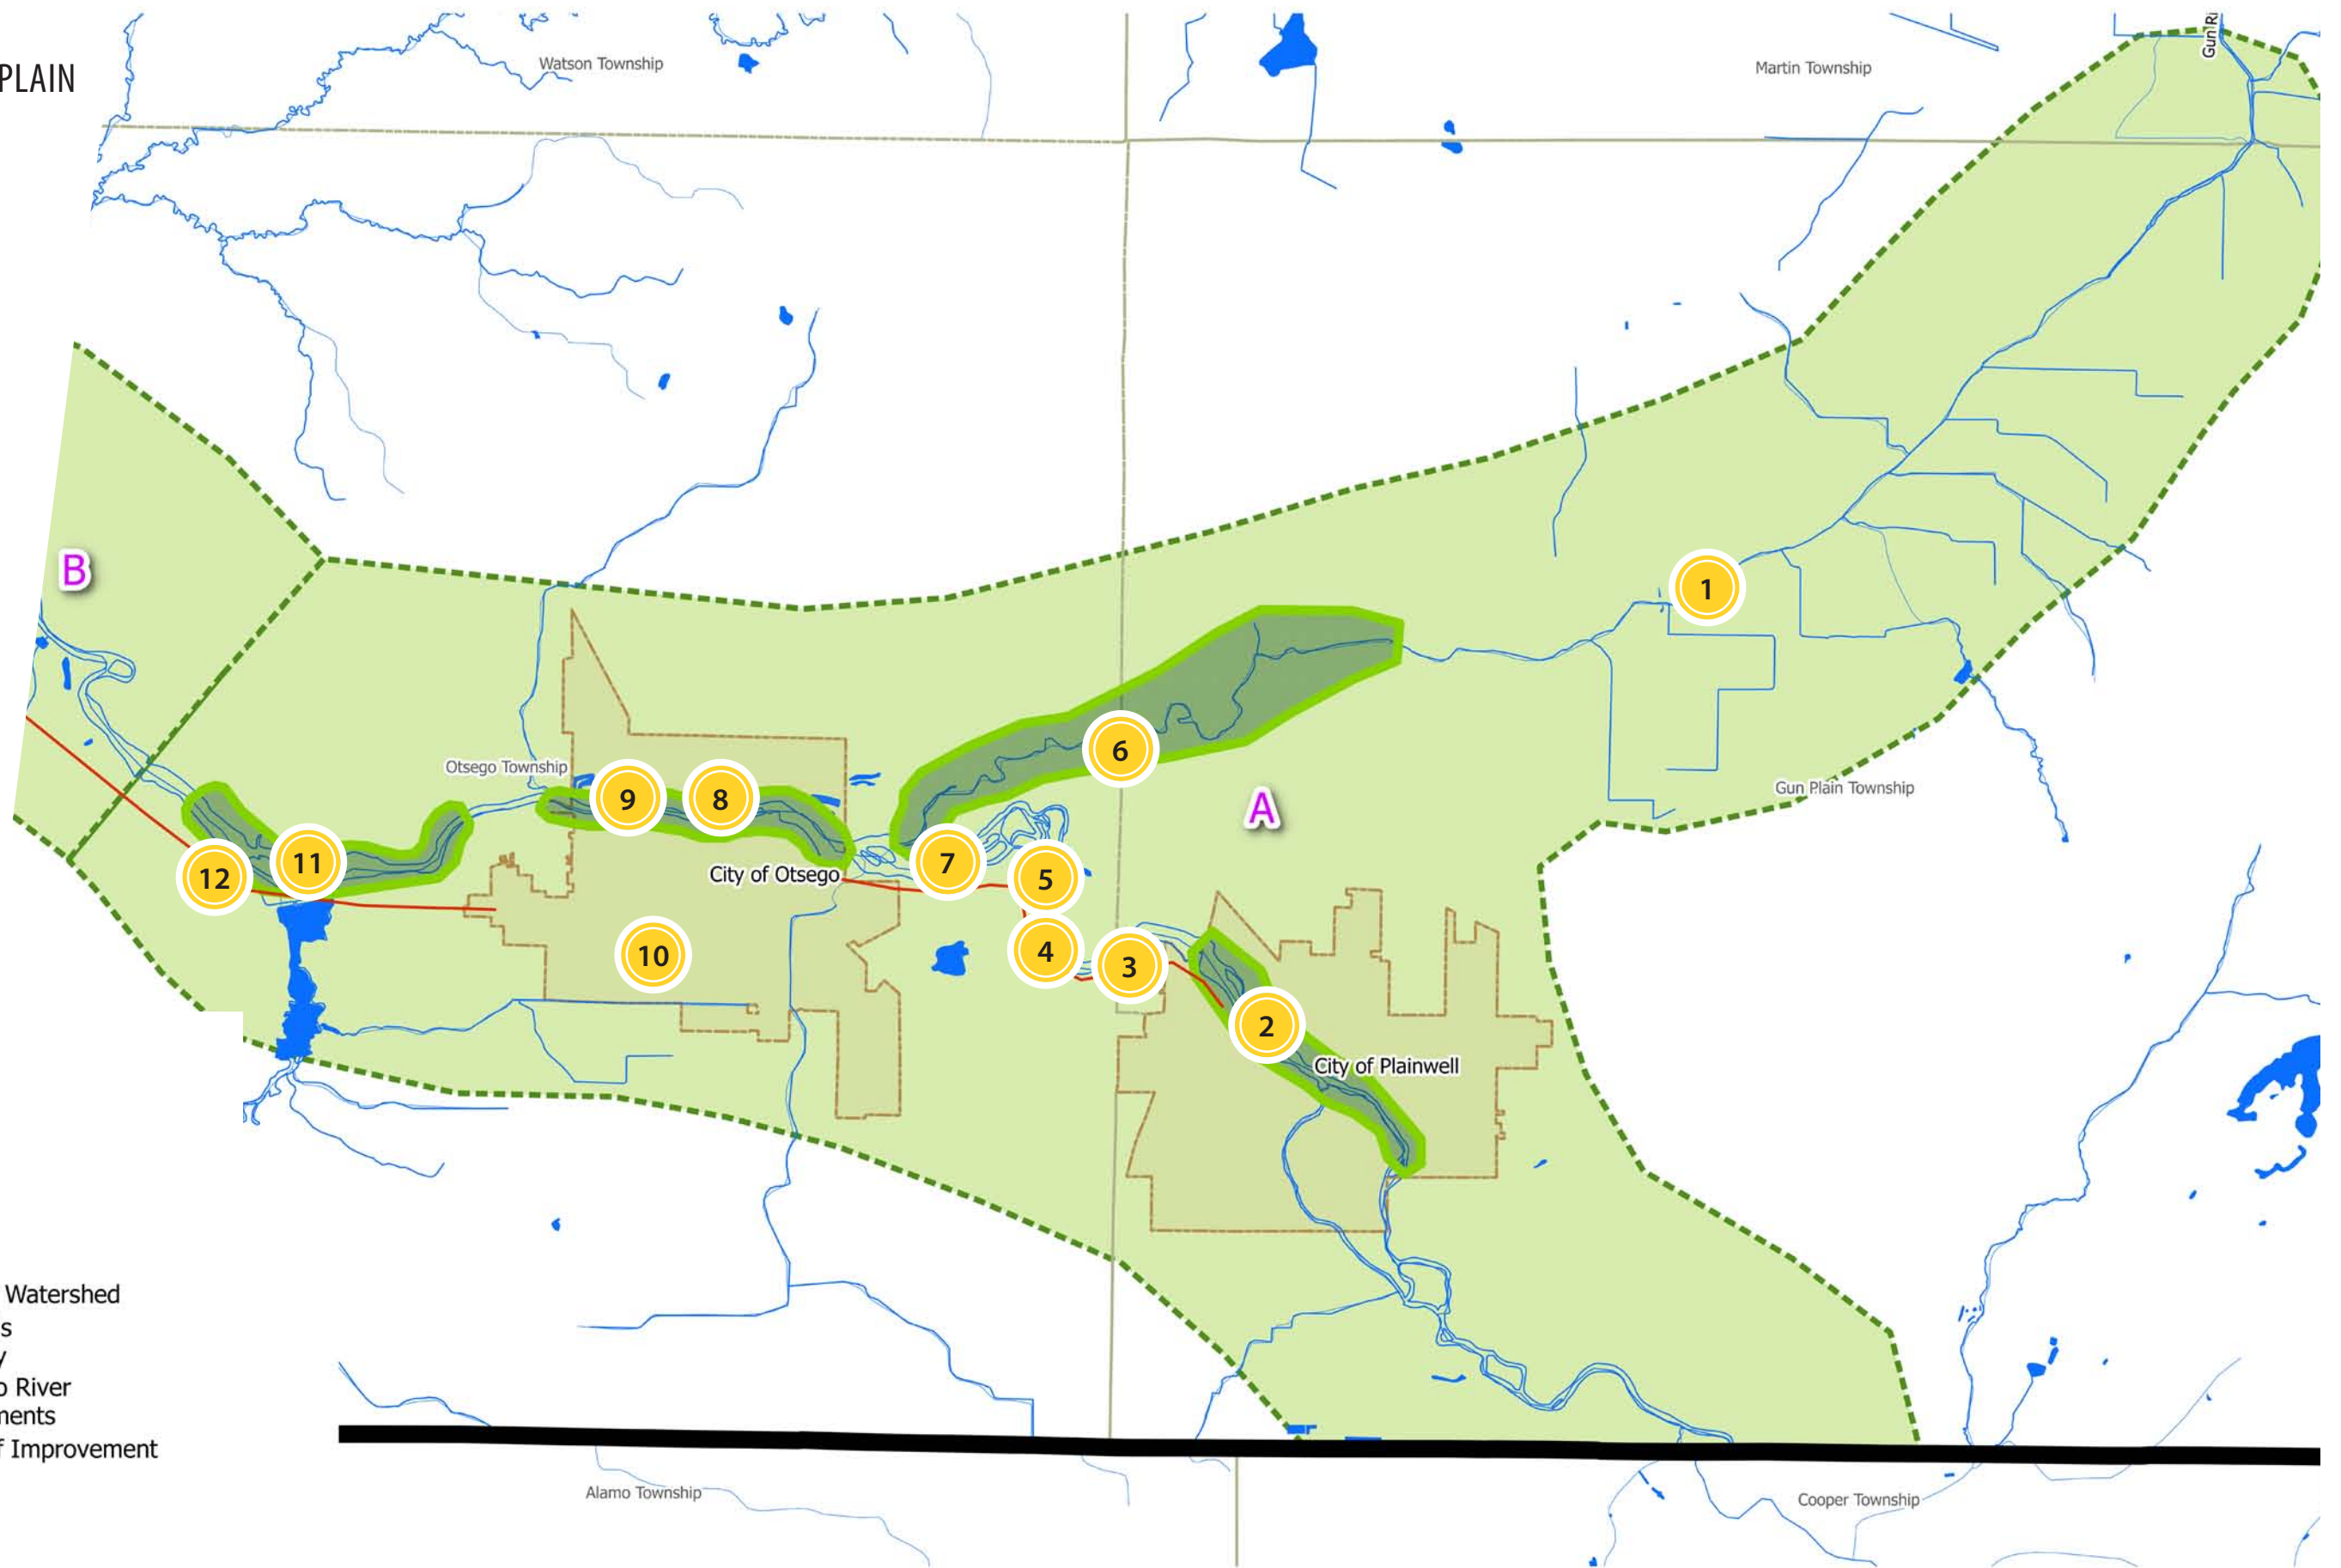 PLAIN
Watson Township
Martin Township
Gun Ri
B
1
6
Otsego Township
9
8
A
Gun Plain Township
7
City of Otsego
5
11
12
10
4
3
2
City of Plainwell
Watershed
s
y
o River
nents
f Improvement
Alamo Township
Cooper Township